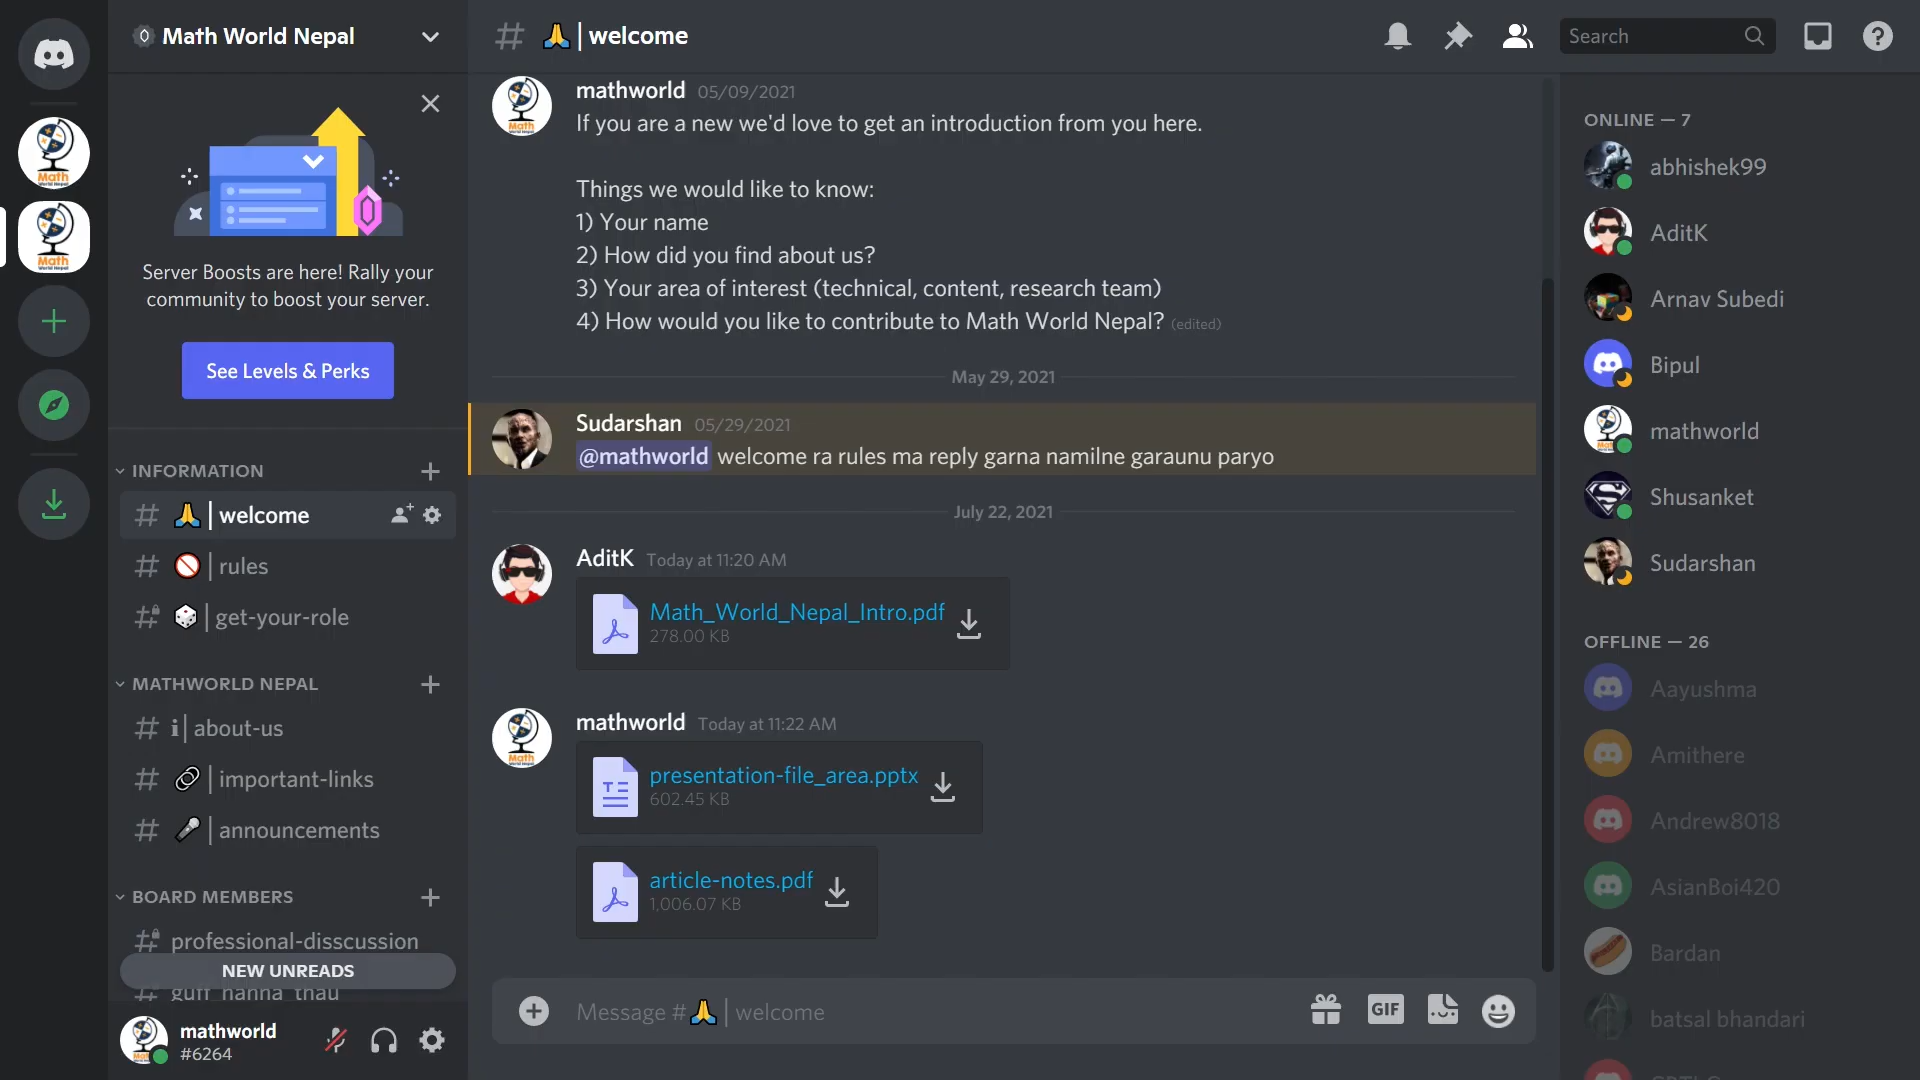 Math World Nepal
Server Boosts are here! Rally your
community to boost your server.
See Levels & Perks
INFORMATION
# 🙏 | welcome
# 🚫 | rules
# 🎲 | get-your-role
MATHWORLD NEPAL
# ℹ | about-us
# 🔗 | important-links
# 🎤 | announcements
BOARD MEMBERS
# professional-disscussion
NEW UNREADS
mathworld
#6264
# 🙏 | welcome
Search
mathworld 05/09/2021
If you are a new we'd love to get an introduction from you here.
Things we would like to know:
1) Your name
2) How did you find about us?
3) Your area of interest (technical, content, research team)
4) How would you like to contribute to Math World Nepal? (edited)
May 29, 2021
Sudarshan 05/29/2021
@mathworld welcome ra rules ma reply garna namilne garaunu paryo
July 22, 2021
AditK Today at 11:20 AM
Math_World_Nepal_Intro.pdf
278.00 KB
mathworld Today at 11:22 AM
presentation-file_area.pptx
602.45 KB
article-notes.pdf
1,006.07 KB
Message #🙏 | welcome
GIF
ONLINE — 7
abhishek99
AditK
Arnav Subedi
Bipul
mathworld
Shusanket
Sudarshan
OFFLINE — 26
Aayushma
Amithere
Andrew8018
AsianBoi420
Bardan
batsal bhandari